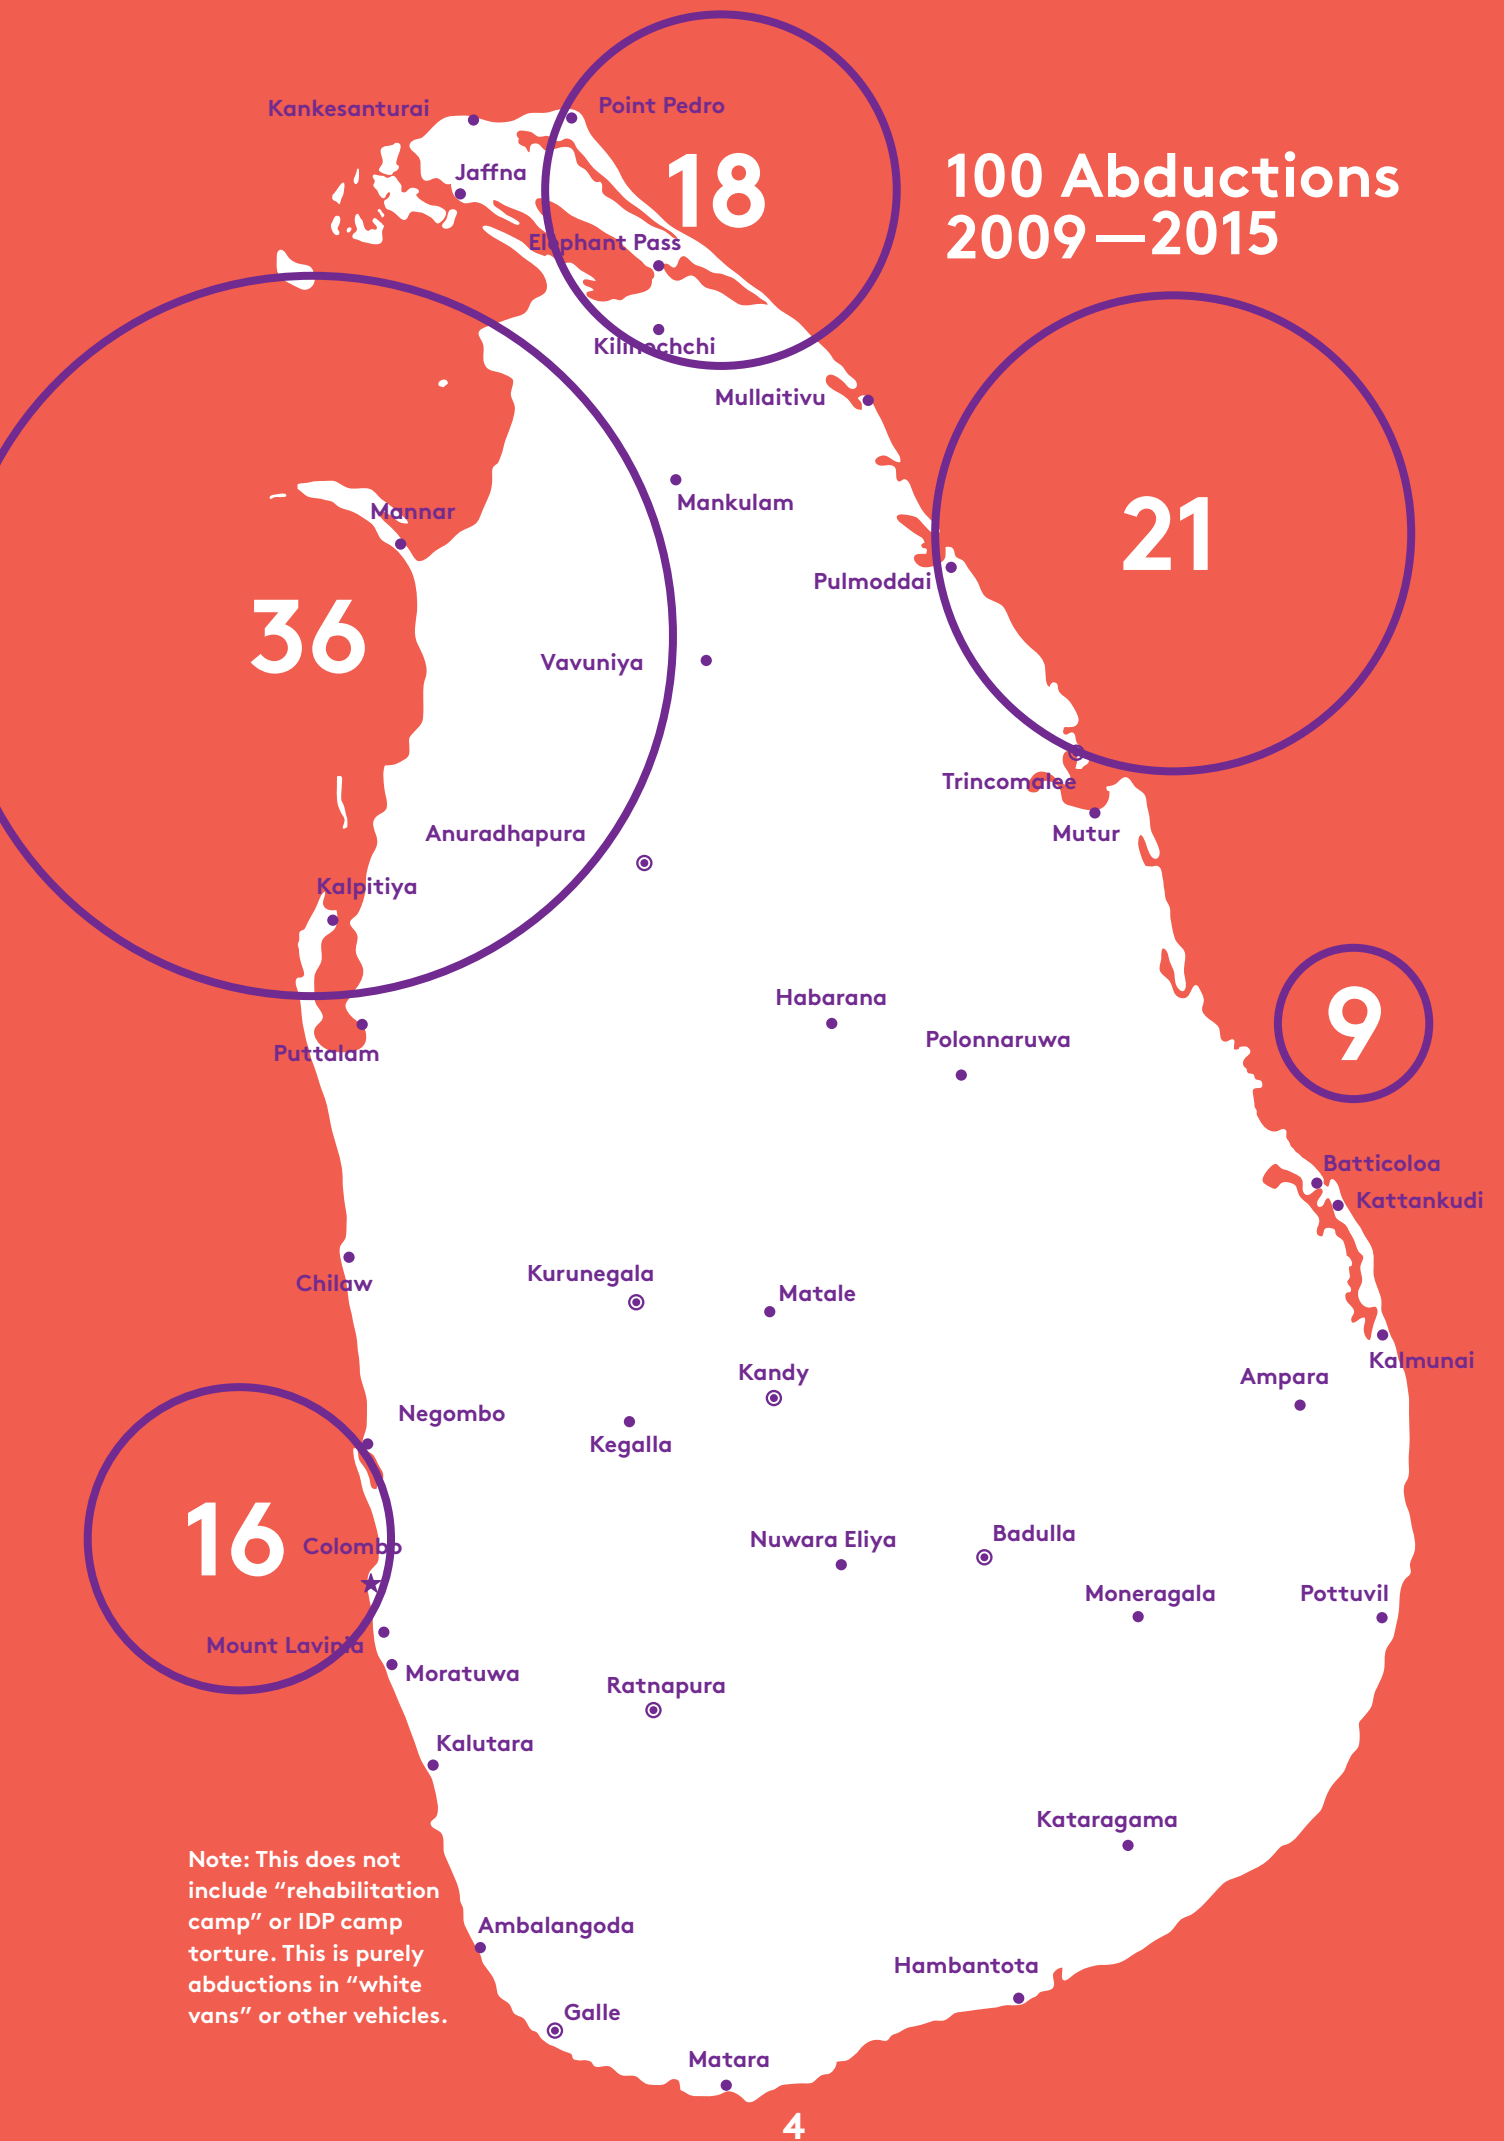 Kankesanturai
Point Pedro
18
100 Abductions
2009—2015
Jaffna
Elephant Pass
Kilinochchi
Mullaitivu
Mankulam
Mannar
21
Pulmoddai
36
Vavuniya
Trincomalee
Mutur
Anuradhapura
Kalpitiya
Habarana
9
Polonnaruwa
Puttalam
Batticoloa
Kattankudi
Chilaw
Kurunegala
Matale
Kalmunai
Kandy
Ampara
Negombo
Kegalla
16
Colombo
Nuwara Eliya
Badulla
Moneragala
Pottuvil
Mount Lavinia
Moratuwa
Ratnapura
Kalutara
Kataragama
Note: This does not
include “rehabilitation
camp” or IDP camp
torture. This is purely
abductions in “white
vans” or other vehicles.
Ambalangoda
Hambantota
Galle
Matara
4